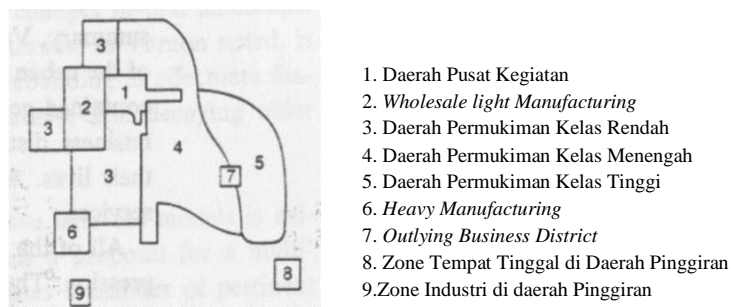 3
1
2
3
4
5
3
7
6
8
9
1. Daerah Pusat Kegiatan
2. Wholesale light Manufacturing
3. Daerah Permukiman Kelas Rendah
4. Daerah Permukiman Kelas Menengah
5. Daerah Permukiman Kelas Tinggi
6. Heavy Manufacturing
7. Outlying Business District
8. Zone Tempat Tinggal di Daerah Pinggiran
9.Zone Industri di daerah Pinggiran